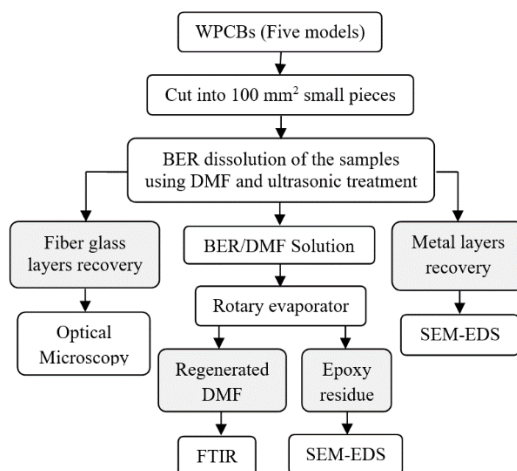 WPCBs (Five models)
Cut into 100 mm² small pieces
BER dissolution of the samples
using DMF and ultrasonic treatment
Fiber glass
layers recovery
BER/DMF Solution
Metal layers
recovery
Optical
Microscopy
Rotary evaporator
SEM-EDS
Regenerated
DMF
Epoxy
residue
FTIR
SEM-EDS